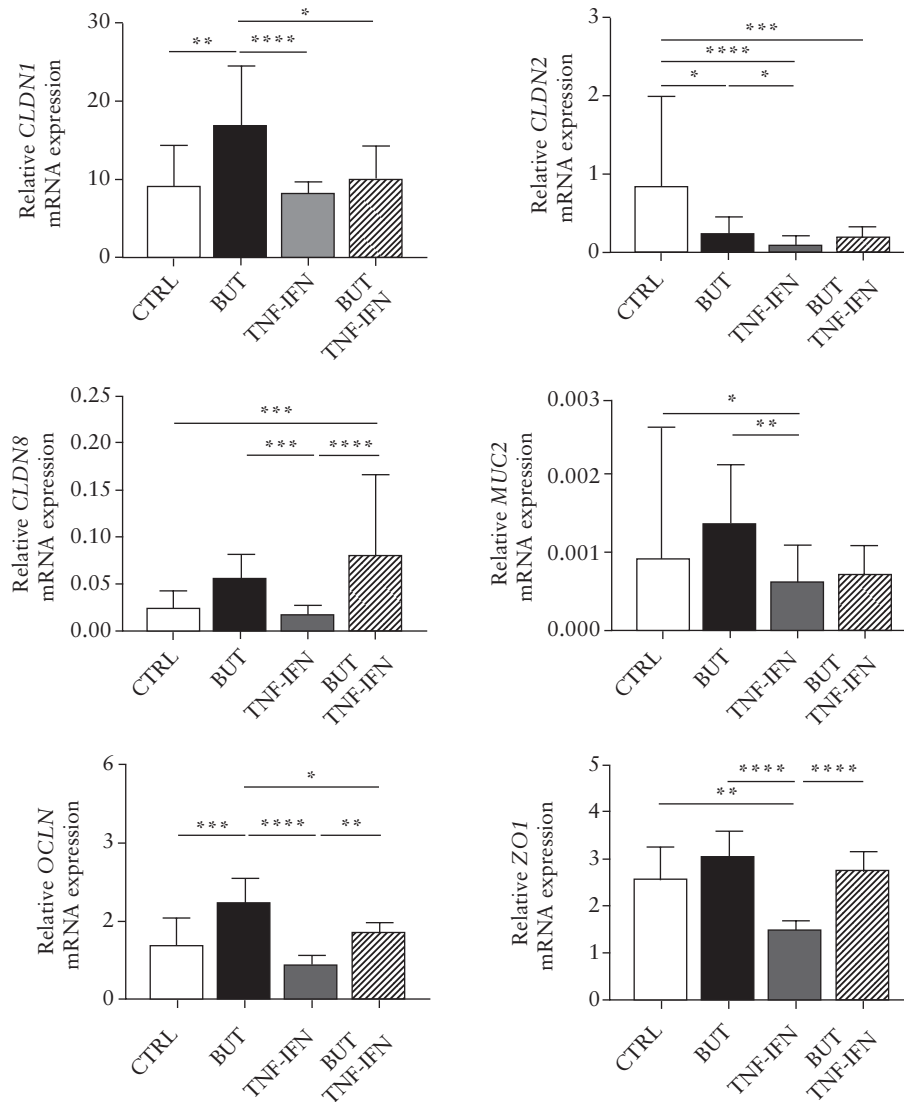 Relative CLDN1
mRNA expression
30
20
10
0
**
****
*
CTRL
BUT
TNF-IFN
BUT
TNF-IFN
Relative CLDN2
mRNA expression
3
2
1
0
***
****
*
*
CTRL
BUT
TNF-IFN
BUT
TNF-IFN
Relative CLDN8
mRNA expression
0.25
0.20
0.15
0.10
0.05
0.00
***
***
****
CTRL
BUT
TNF-IFN
BUT
TNF-IFN
Relative MUC2
mRNA expression
0.003
0.002
0.001
0.000
*
**
CTRL
BUT
TNF-IFN
BUT
TNF-IFN
Relative OCLN
mRNA expression
6
3
2
0
*
***
****
**
CTRL
BUT
TNF-IFN
BUT
TNF-IFN
Relative ZO1
mRNA expression
5
4
3
2
1
0
****
****
**
CTRL
BUT
TNF-IFN
BUT
TNF-IFN